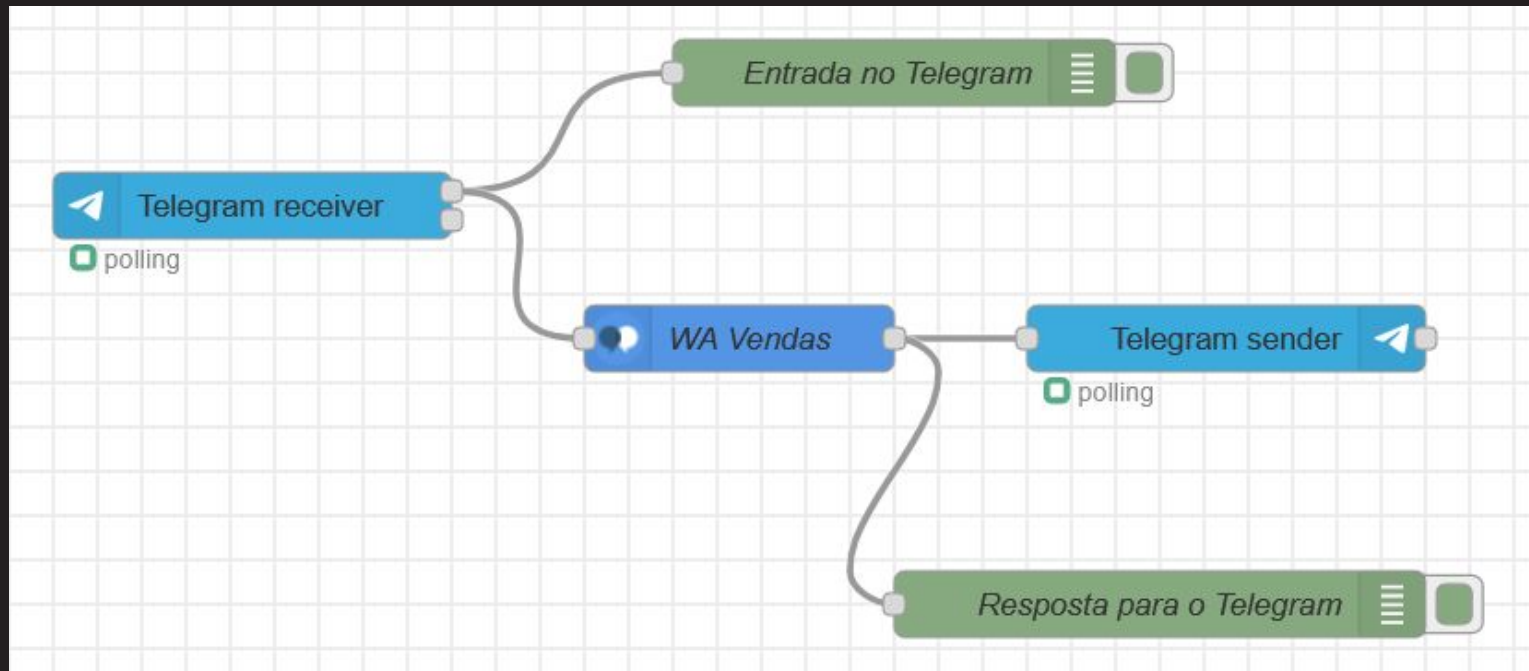 Entrada no Telegram
Telegram receiver
polling
WA Vendas
Telegram sender
polling
Resposta para o Telegram